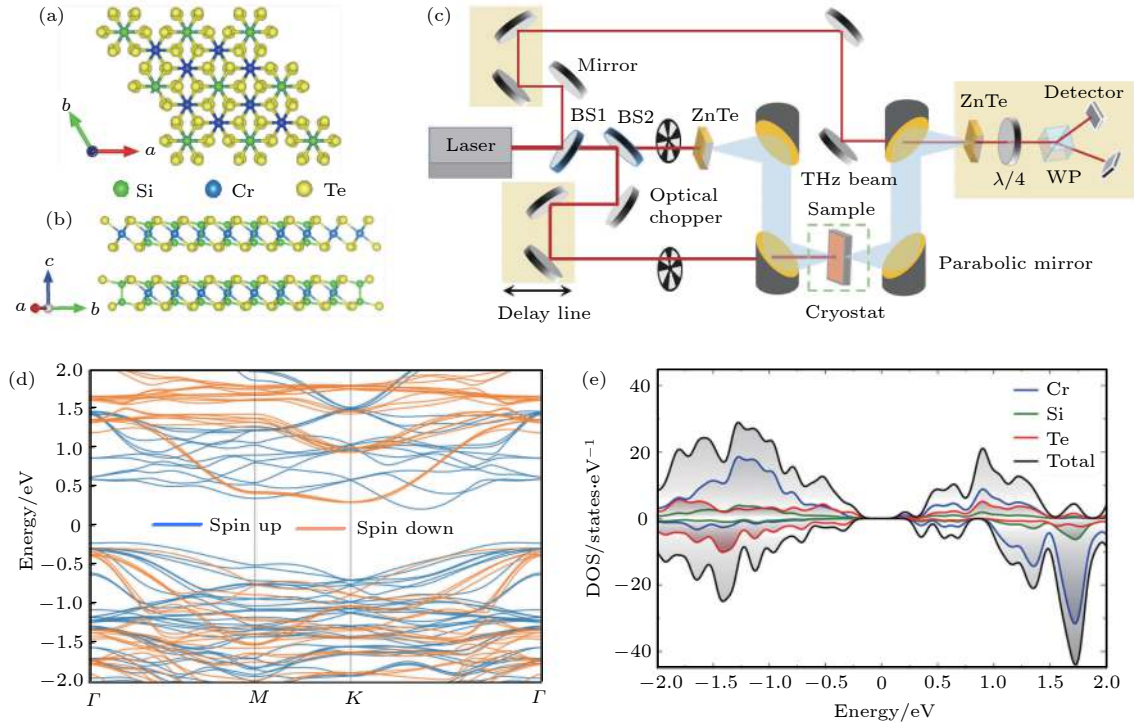 (a)
b
a
Si
Cr
Te
(b)
c
a
b
(c)
Mirror
BS1
BS2
ZnTe
Laser
Optical
chopper
Delay line
THz beam
Sample
Cryostat
Parabolic mirror
ZnTe
Detector
λ/4
WP
(d)
2.0
1.5
1.0
0.5
0
−0.5
−1.0
−1.5
−2.0
Energy/eV
Spin up
Spin down
Γ
M
K
Γ
(e)
40
20
0
−20
−40
DOS/states·eV⁻¹
Cr
Si
Te
Total
−2.0
−1.5
−1.0
−0.5
0
0.5
1.0
1.5
2.0
Energy/eV